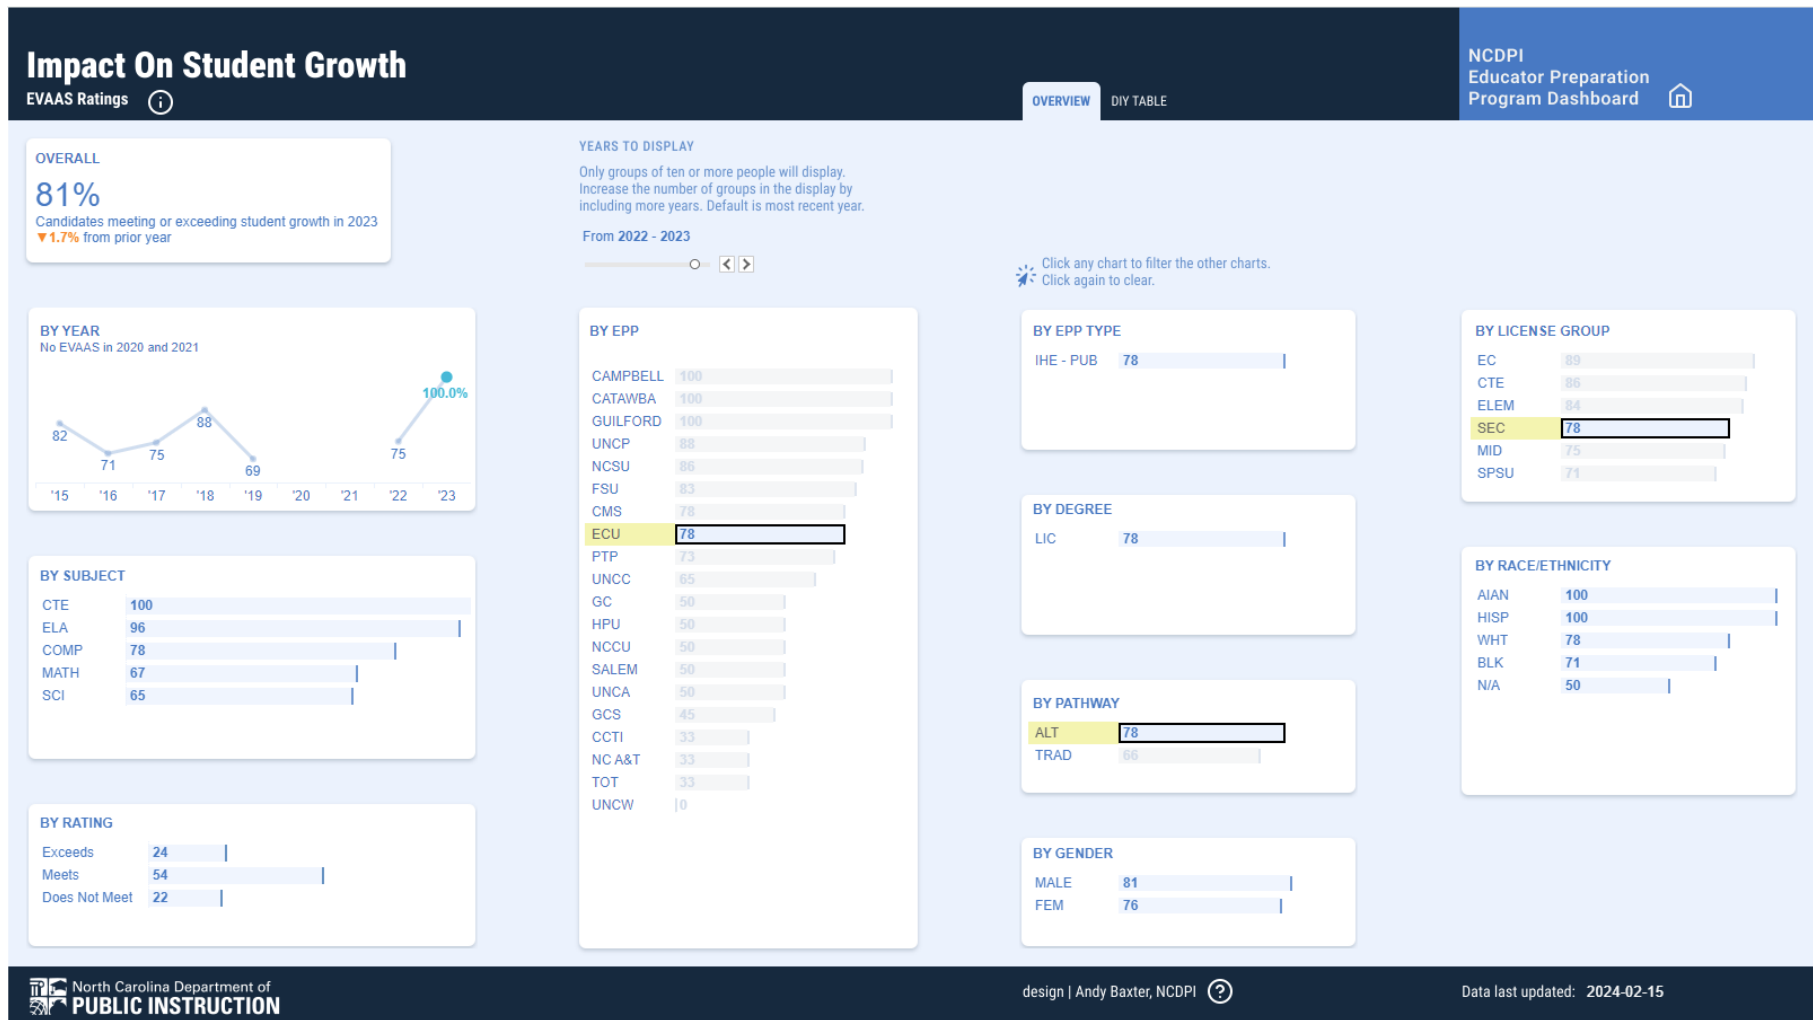 Impact On Student Growth
EVAAS Ratings
OVERVIEW
DIY TABLE
NCDPI
Educator Preparation
Program Dashboard
OVERALL
81%
Candidates meeting or exceeding student growth in 2023
▼1.7% from prior year
YEARS TO DISPLAY
Only groups of ten or more people will display.
Increase the number of groups in the display by
including more years. Default is most recent year.
From 2022 - 2023
Click any chart to filter the other charts.
Click again to clear.
BY YEAR
No EVAAS in 2020 and 2021
82
71
75
88
69
75
100.0%
'15 '16 '17 '18 '19 '20 '21 '22 '23
BY SUBJECT
CTE 100
ELA 96
COMP 78
MATH 67
SCI 65
BY RATING
Exceeds 24
Meets 54
Does Not Meet 22
BY EPP
CAMPBELL 100
CATAWBA 100
GUILFORD 100
UNCP 88
NCSU 86
FSU 83
CMS 78
ECU 78
PTP 73
UNCC 65
GC 50
HPU 50
NCCU 50
SALEM 50
UNCA 50
GCS 45
CCTI 33
NC A&T 33
TOT 33
UNCW 0
BY EPP TYPE
IHE - PUB 78
BY DEGREE
LIC 78
BY PATHWAY
ALT 78
TRAD 66
BY GENDER
MALE 81
FEM 76
BY LICENSE GROUP
EC 89
CTE 86
ELEM 84
SEC 78
MID 75
SPSU 71
BY RACE/ETHNICITY
AIAN 100
HISP 100
WHT 78
BLK 71
N/A 50
North Carolina Department of
PUBLIC INSTRUCTION
design | Andy Baxter, NCDPI
Data last updated: 2024-02-15